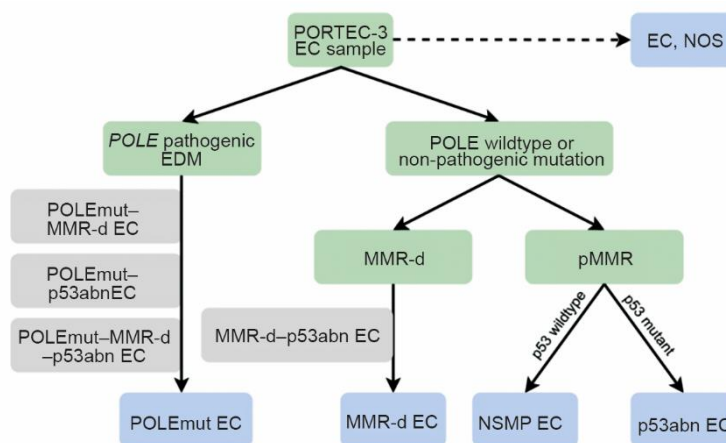 PORTEC-3
EC sample
EC, NOS
POLE pathogenic
EDM
POLE wildtype or
non-pathogenic mutation
POLEmut–
MMR-d EC
MMR-d
pMMR
POLEmut–
p53abnEC
POLEmut–MMR-d
–p53abn EC
MMR-d–p53abn EC
p53 wildtype
p53 mutant
POLEmut EC
MMR-d EC
NSMP EC
p53abn EC